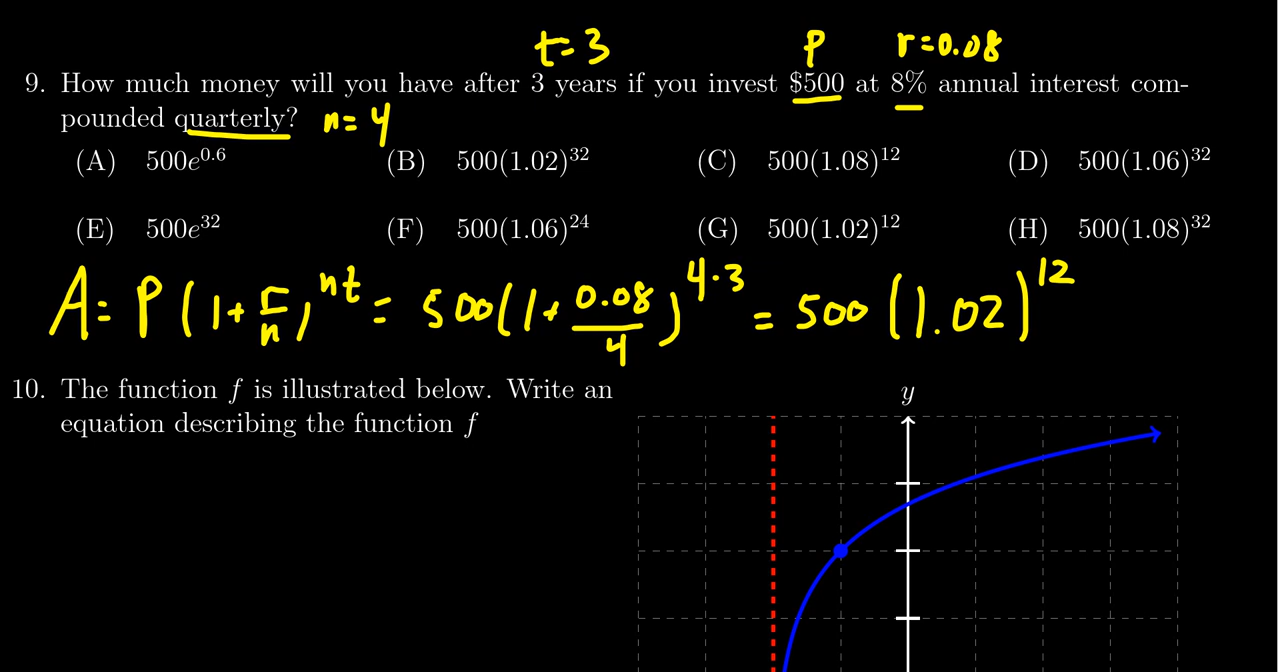 t=3 P r=0.08
9. How much money will you have after 3 years if you invest $500 at 8% annual interest com-
pounded quarterly? n=4
(A) 500e^0.6 (B) 500(1.02)^32 (C) 500(1.08)^12 (D) 500(1.06)^32
(E) 500e^32 (F) 500(1.06)^24 (G) 500(1.02)^12 (H) 500(1.08)^32
A = P(1+r/n)^nt = 500(1+0.08/4)^4·3 = 500(1.02)^12
10. The function f is illustrated below. Write an
equation describing the function f
y